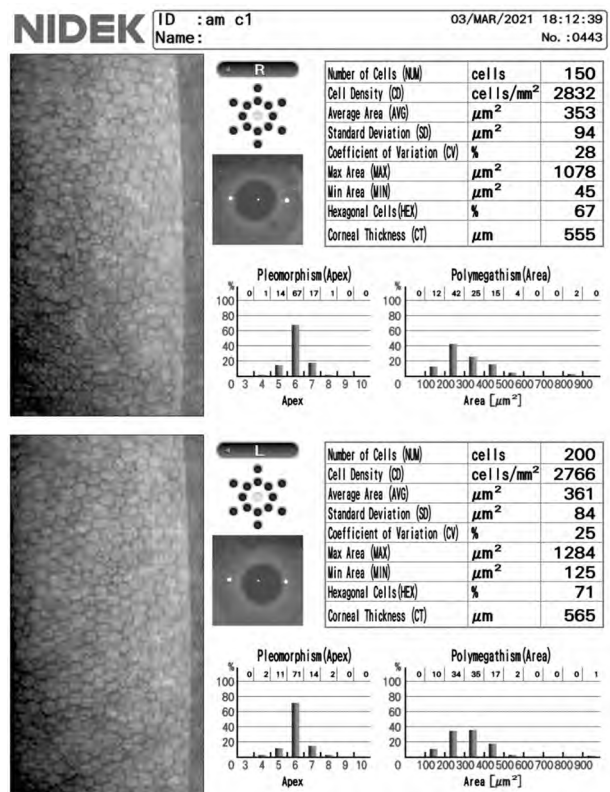 NIDEK
ID :am c1 03/MAR/2021 18:12:39
Name: No. :0443
R
Number of Cells (NUM) cells 150
Cell Density (CD) cells/mm² 2832
Average Area (AVG) μm² 353
Standard Deviation (SD) μm² 94
Coefficient of Variation (CV) % 28
Max Area (MAX) μm² 1078
Min Area (MIN) μm² 45
Hexagonal Cells(HEX) % 67
Corneal Thickness (CT) μm 555
Pleomorphism(Apex)
% 0 1 14 67 17 1 0 0
100
80
60
40
20
0 3 4 5 6 7 8 9 10
Apex
Polymegathism(Area)
% 0 12 42 25 15 4 0 0 2 0
100
80
60
40
20
0 100 200 300 400 500 600 700 800 900
Area [μm²]
L
Number of Cells (NUM) cells 200
Cell Density (CD) cells/mm² 2766
Average Area (AVG) μm² 361
Standard Deviation (SD) μm² 84
Coefficient of Variation (CV) % 25
Max Area (MAX) μm² 1284
Min Area (MIN) μm² 125
Hexagonal Cells(HEX) % 71
Corneal Thickness (CT) μm 565
Pleomorphism(Apex)
% 0 2 11 71 14 2 0 0
100
80
60
40
20
0 3 4 5 6 7 8 9 10
Apex
Polymegathism(Area)
% 0 10 34 35 17 2 0 0 0 1
100
80
60
40
20
0 100 200 300 400 500 600 700 800 900
Area [μm²]